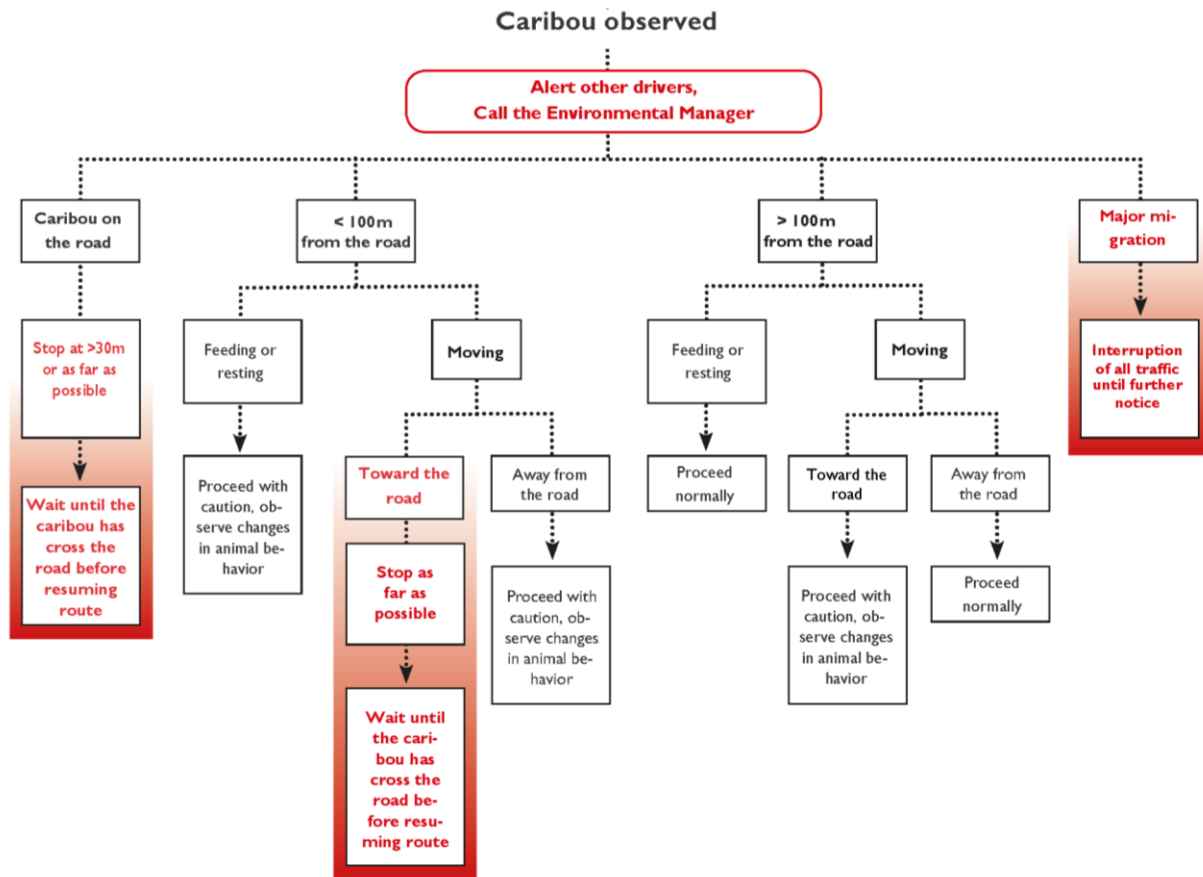 Caribou observed
Alert other drivers,
Call the Environmental Manager
Caribou on
the road
Stop at >30m
or as far as
possible
Wait until the
caribou has
cross the
road before
resuming
route
< 100m
from the road
Feeding or
resting
Proceed with
caution, ob-
serve changes
in animal be-
havior
Moving
Toward the
road
Stop as
far as
possible
Wait until
the cari-
bou has
cross the
road be-
fore resu-
ming route
Away from
the road
Proceed with
caution, ob-
serve changes
in animal be-
havior
> 100m
from the road
Feeding or
resting
Proceed
normally
Moving
Toward the
road
Proceed with
caution, ob-
serve changes
in animal be-
havior
Away from
the road
Proceed
normally
Major mi-
gration
Interruption
of all traffic
until further
notice